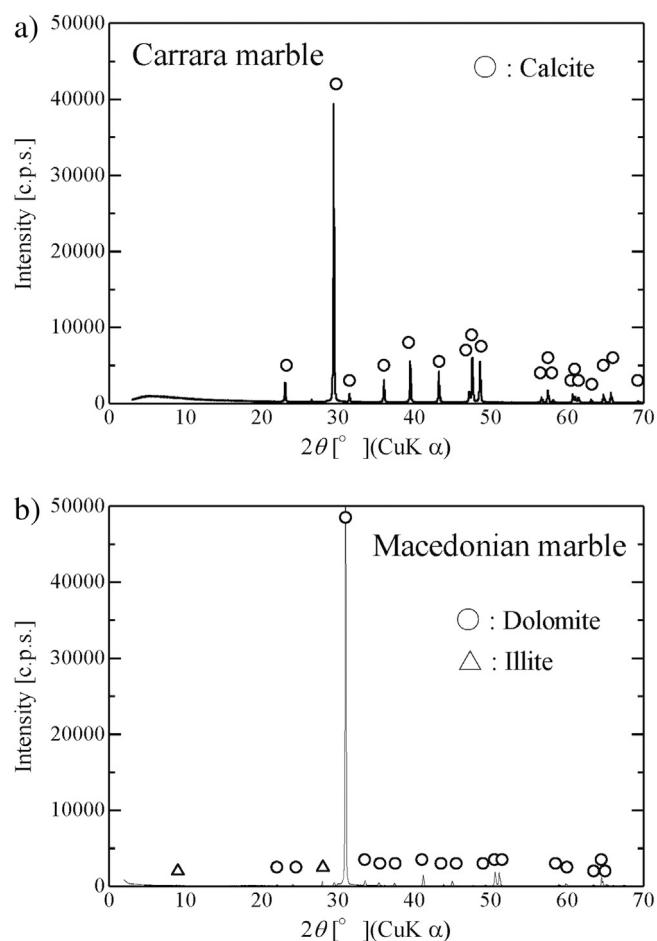 a)
50000
40000
30000
20000
10000
0
Intensity [c.p.s.]
Carrara marble
○ : Calcite
0 10 20 30 40 50 60 70
2θ[° ](CuK α)
b)
50000
40000
30000
20000
10000
0
Intensity [c.p.s.]
Macedonian marble
○ : Dolomite
△ : Illite
0 10 20 30 40 50 60 70
2θ[° ](CuK α)